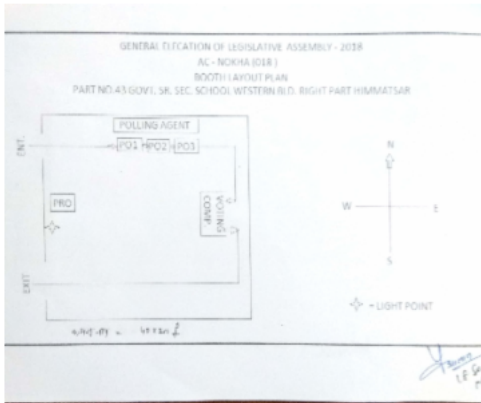 GENERAL ELECATION OF LEGISLATIVE ASSEMBLY - 2018
AC - NOKHA (018)
BOOTH LAYOUT PLAN
PART NO. 43 GOVT. SR. SEC. SCHOOL WESTERN BLD. RIGHT PART HIMMATSAR
POLLING AGENT
ENT.
PO1 PO2 PO3
N
PRO
VOTING COMP.
W E
S
EXIT
- LIGHT POINT